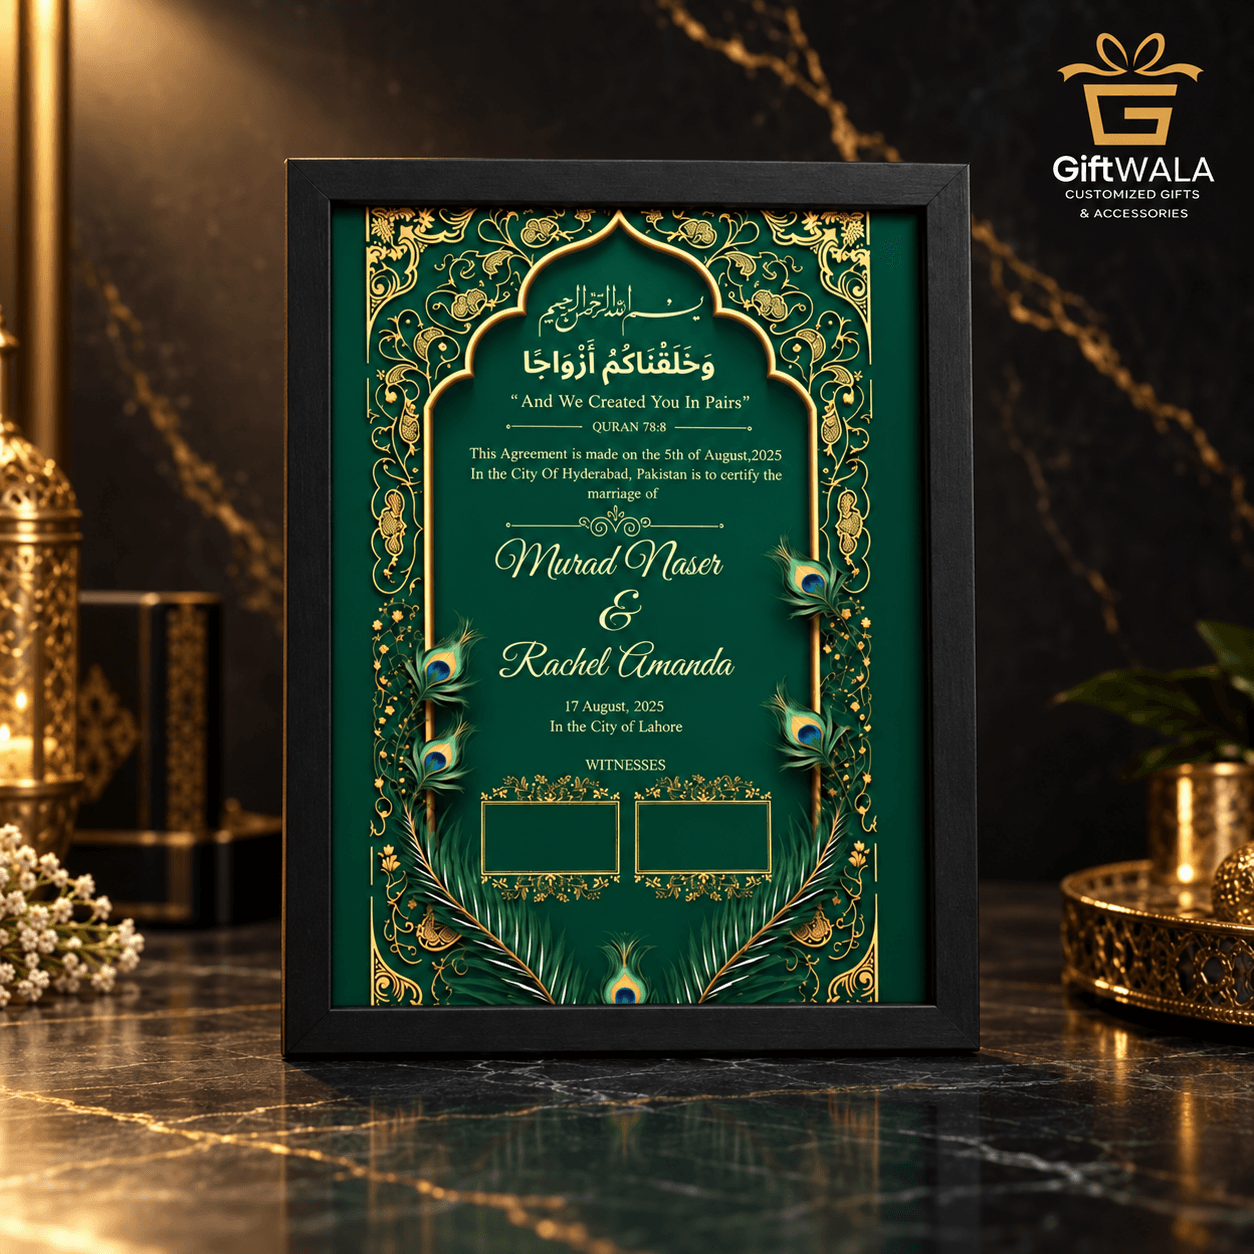 GiftWALA
CUSTOMIZED GIFTS
& ACCESSORIES
بسم الله الرحمن الرحيم
وَخَلَقْنَاكُمْ أَزْوَاجًا
“And We Created You In Pairs”
QURAN 78:8
This Agreement is made on the 5th of August,2025
In the City Of Hyderabad, Pakistan is to certify the
marriage of
Murad Naser
&
Rachel Amanda
17 August, 2025
In the City of Lahore
WITNESSES